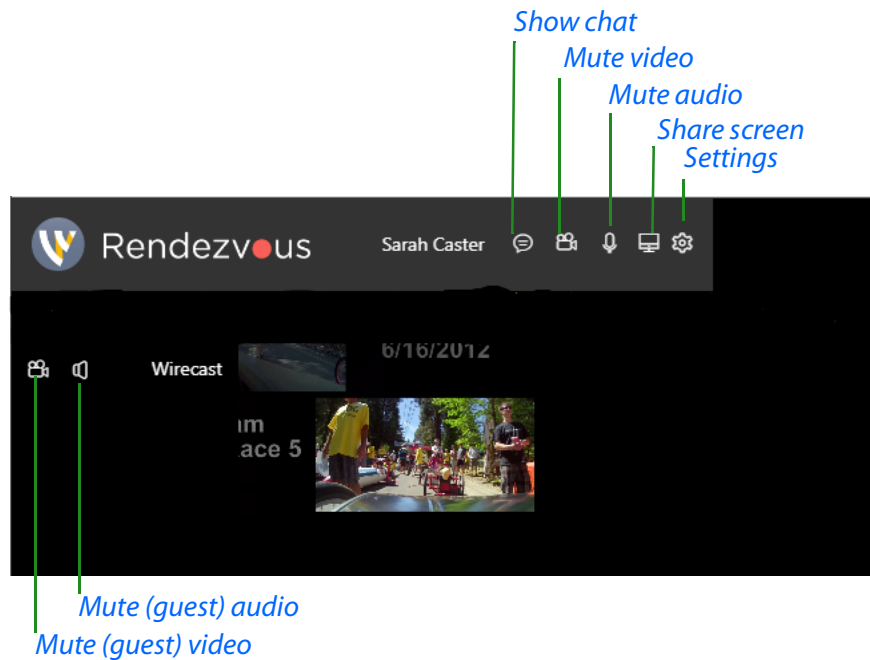 Show chat
Mute video
Mute audio
Share screen
Settings
Rendezvous
Sarah Caster
6/16/2012
Wirecast
am
ace 5
Mute (guest) audio
Mute (guest) video